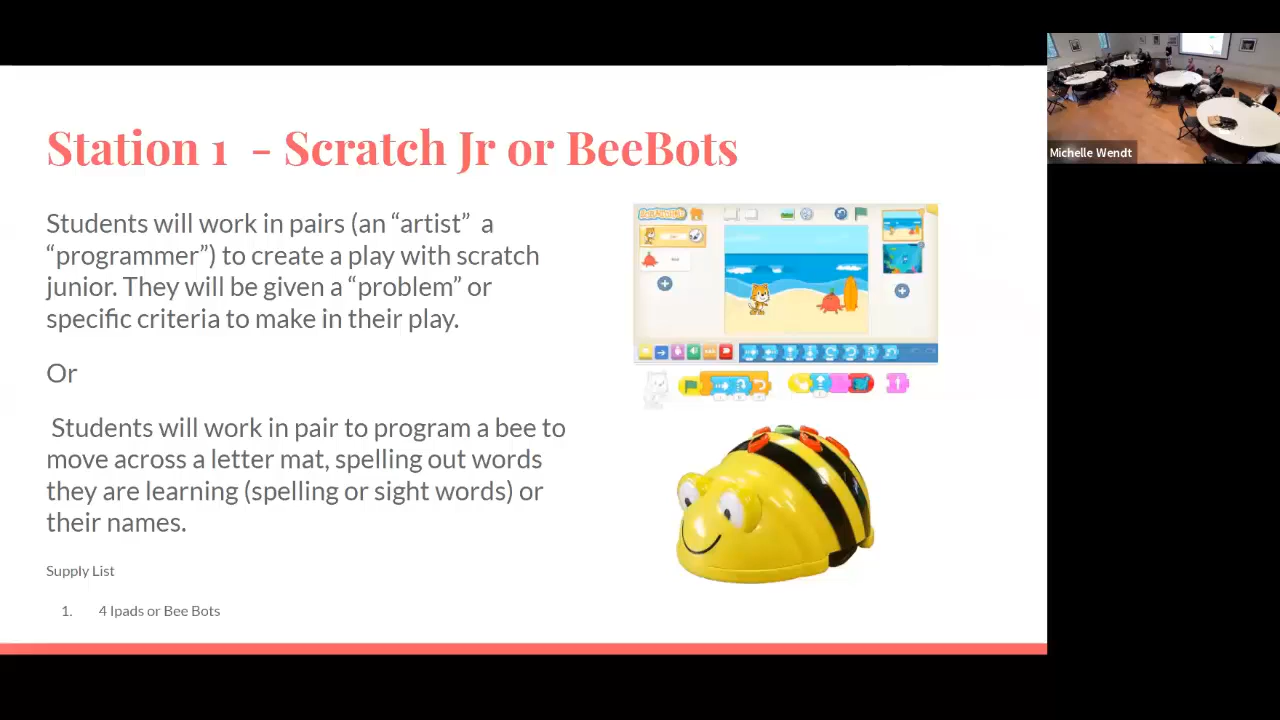 Station 1 - Scratch Jr or BeeBots
Students will work in pairs (an “artist” a
“programmer”) to create a play with scratch
junior. They will be given a “problem” or
specific criteria to make in their play.
Or
Students will work in pair to program a bee to
move across a letter mat, spelling out words
they are learning (spelling or sight words) or
their names.
Supply List
1. 4 Ipads or Bee Bots
Michelle Wendt